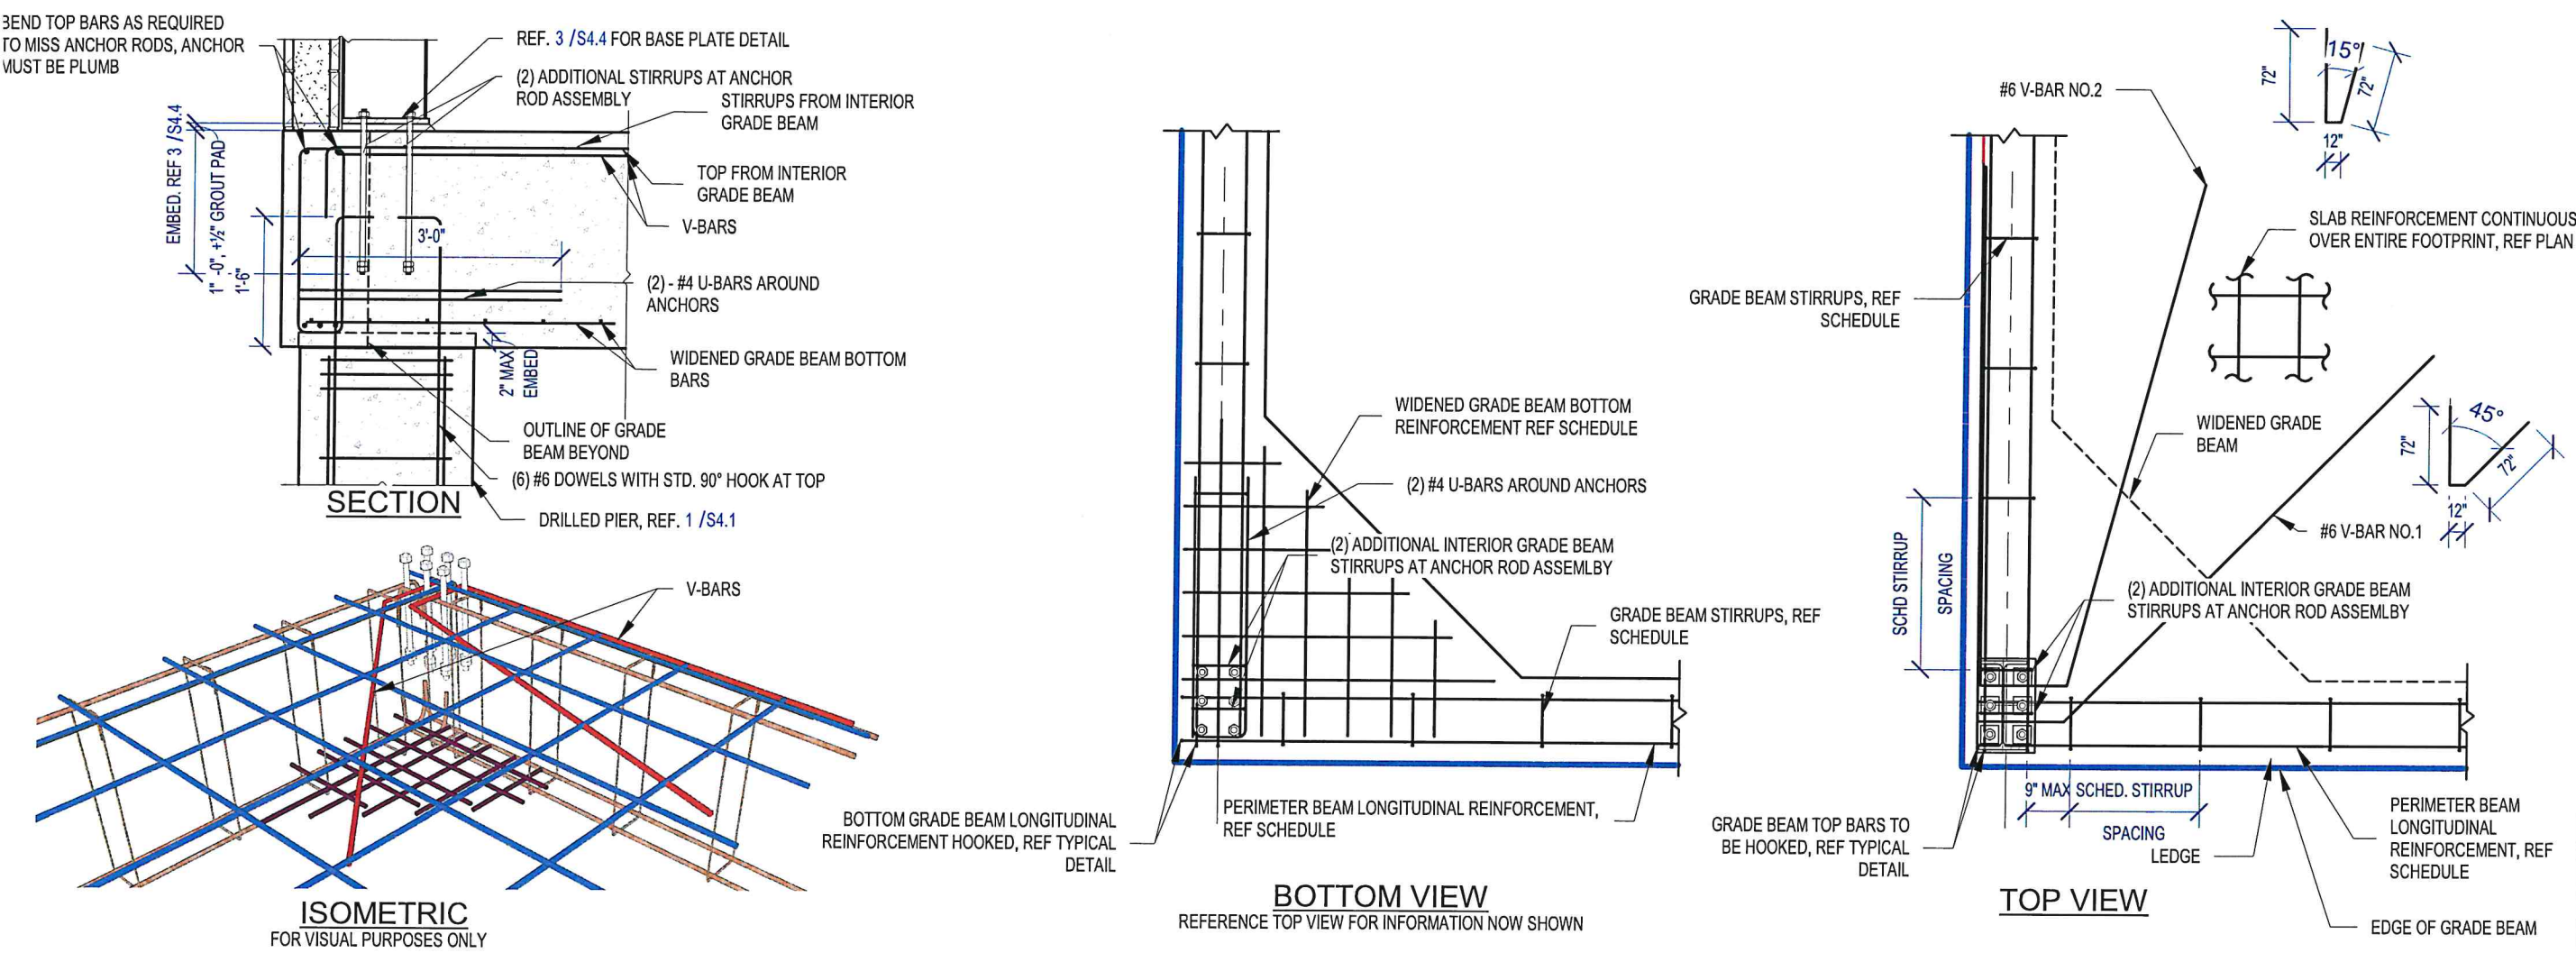 BEND TOP BARS AS REQUIRED
TO MISS ANCHOR RODS, ANCHOR
MUST BE PLUMB
REF. 3 /S4.4 FOR BASE PLATE DETAIL
(2) ADDITIONAL STIRRUPS AT ANCHOR
ROD ASSEMBLY
STIRRUPS FROM INTERIOR
GRADE BEAM
TOP FROM INTERIOR
GRADE BEAM
V-BARS
EMBED. REF 3 /S4.4
1" -0", +½" GROUT PAD
1'-6"
3'-0"
(2) - #4 U-BARS AROUND
ANCHORS
2" MAX
EMBED
WIDENED GRADE BEAM BOTTOM
BARS
OUTLINE OF GRADE
BEAM BEYOND
(6) #6 DOWELS WITH STD. 90° HOOK AT TOP
DRILLED PIER, REF. 1 /S4.1
SECTION
V-BARS
ISOMETRIC
FOR VISUAL PURPOSES ONLY
WIDENED GRADE BEAM BOTTOM
REINFORCEMENT REF SCHEDULE
(2) #4 U-BARS AROUND ANCHORS
(2) ADDITIONAL INTERIOR GRADE BEAM
STIRRUPS AT ANCHOR ROD ASSEMLBY
GRADE BEAM STIRRUPS, REF
SCHEDULE
BOTTOM GRADE BEAM LONGITUDINAL
REINFORCEMENT HOOKED, REF TYPICAL
DETAIL
PERIMETER BEAM LONGITUDINAL REINFORCEMENT,
REF SCHEDULE
BOTTOM VIEW
REFERENCE TOP VIEW FOR INFORMATION NOW SHOWN
#6 V-BAR NO.2
72"
15°
72"
12"
SLAB REINFORCEMENT CONTINUOUS
OVER ENTIRE FOOTPRINT, REF PLAN
GRADE BEAM STIRRUPS, REF
SCHEDULE
WIDENED GRADE
BEAM
72"
45°
72"
12"
#6 V-BAR NO.1
SCHD STIRRUP
SPACING
(2) ADDITIONAL INTERIOR GRADE BEAM
STIRRUPS AT ANCHOR ROD ASSEMLBY
9" MAX
SCHED. STIRRUP
SPACING
GRADE BEAM TOP BARS TO
BE HOOKED, REF TYPICAL
DETAIL
LEDGE
PERIMETER BEAM
LONGITUDINAL
REINFORCEMENT, REF
SCHEDULE
TOP VIEW
EDGE OF GRADE BEAM